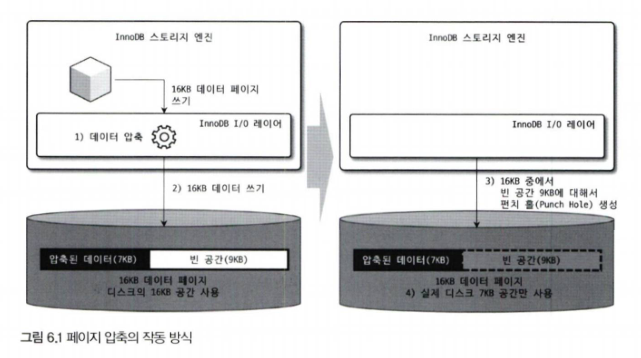 InnoDB 스토리지 엔진
16KB 데이터 페이지
쓰기
InnoDB I/O 레이어
1) 데이터 압축
2) 16KB 데이터 쓰기
압축된 데이터(7KB)
빈 공간(9KB)
16KB 데이터 페이지
디스크의 16KB 공간 사용
InnoDB 스토리지 엔진
InnoDB I/O 레이어
3) 16KB 중에서
빈 공간 9KB에 대해서
펀치 홀(Punch Hole) 생성
압축된 데이터(7KB)
빈 공간(9KB)
16KB 데이터 페이지
4) 실제 디스크 7KB 공간만 사용
그림 6.1 페이지 압축의 작동 방식